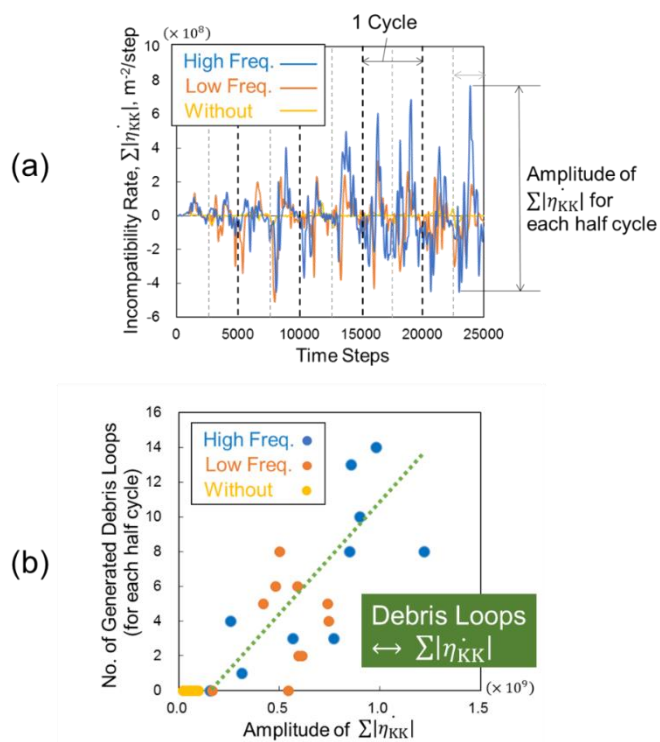 (a)
(× 10⁸)
1 Cycle
10
8
6
4
2
0
-2
-4
-6
Incompatibility Rate, Σ|η̇KK|, m⁻²/step
High Freq.
Low Freq.
Without
Amplitude of
Σ|η̇KK| for
each half cycle
0 5000 10000 15000 20000 25000
Time Steps
(b)
16
14
12
10
8
6
4
2
0
No. of Generated Debris Loops
(for each half cycle)
High Freq.
Low Freq.
Without
Debris Loops
↔ Σ|η̇KK|
0.0 0.5 1.0 1.5
(× 10⁹)
Amplitude of Σ|η̇KK|